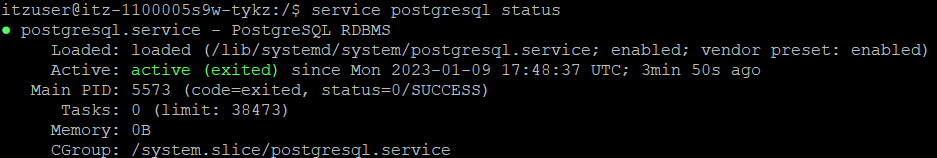 itzuser@itz-1100005s9w-tykz:/$ service postgresql status
● postgresql.service - PostgreSQL RDBMS
Loaded: loaded (/lib/systemd/system/postgresql.service; enabled; vendor preset: enabled)
Active: active (exited) since Mon 2023-01-09 17:48:37 UTC; 3min 50s ago
Main PID: 5573 (code=exited, status=0/SUCCESS)
Tasks: 0 (limit: 38473)
Memory: 0B
CGroup: /system.slice/postgresql.service